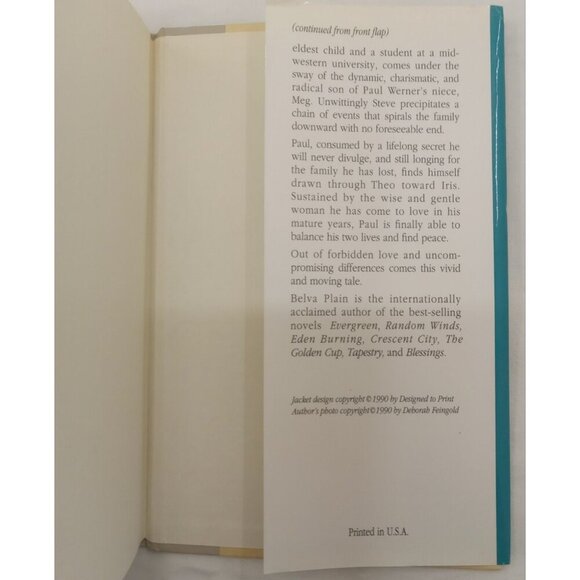 (continued from front flap)
eldest child and a student at a mid-
western university, comes under the
sway of the dynamic, charismatic, and
radical son of Paul Werner's niece,
Meg. Unwittingly Steve precipitates a
chain of events that spirals the family
downward with no foreseeable end.
Paul, consumed by a lifelong secret he
will never divulge, and still longing for
the family he has lost, finds himself
drawn through Theo toward Iris.
Sustained by the wise and gentle
woman he has come to love in his
mature years, Paul is finally able to
balance his two lives and find peace.
Out of forbidden love and uncom-
promising differences comes this vivid
and moving tale.
Belva Plain is the internationally
acclaimed author of the best-selling
novels Evergreen, Random Winds,
Eden Burning, Crescent City, The
Golden Cup, Tapestry, and Blessings.
Jacket design copyright © 1990 by Designed to Print
Author's photo copyright © 1990 by Deborah Feingold
Printed in U.S.A.